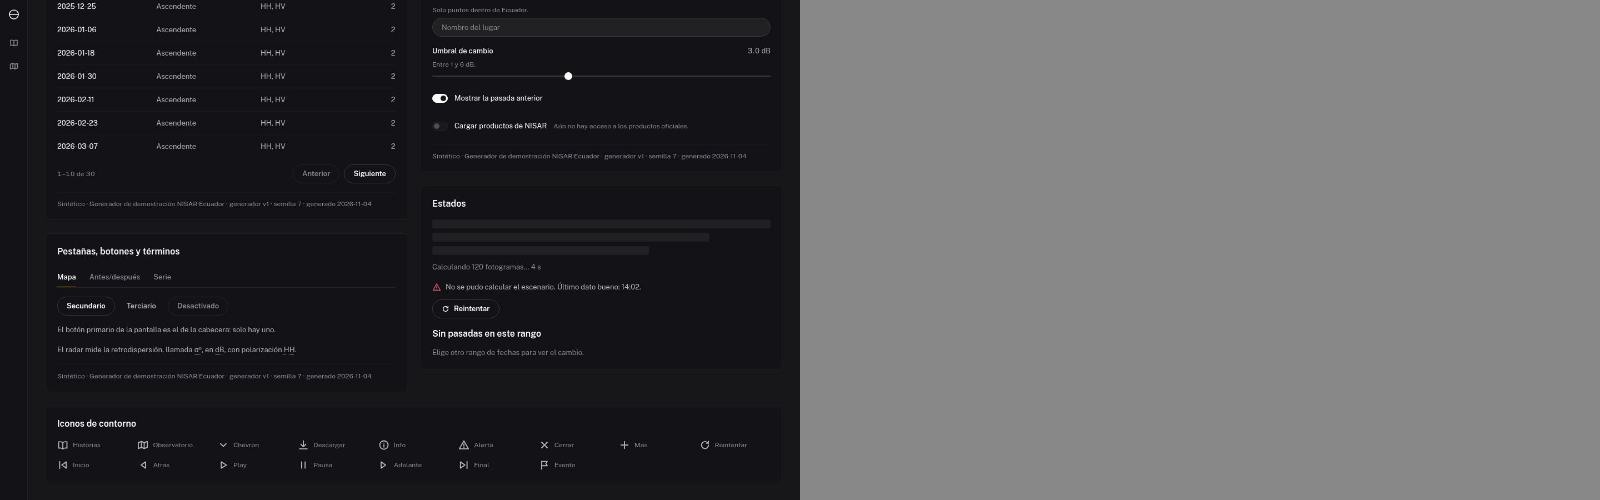 2025-12-25 Ascendente HH, HV 2
2026-01-06 Ascendente HH, HV 2
2026-01-18 Ascendente HH, HV 2
2026-01-30 Ascendente HH, HV 2
2026-02-11 Ascendente HH, HV 2
2026-02-23 Ascendente HH, HV 2
2026-03-07 Ascendente HH, HV 2
1–10 de 30 Anterior Siguiente
Sintético · Generador de demostración NISAR Ecuador · generador v1 · semilla 7 · generado 2026-11-04
Pestañas, botones y términos
Mapa Antes/después Serie
Secundario Terciario Desactivado
El botón primario de la pantalla es el de la cabecera: solo hay uno.
El radar mide la retrodispersión, llamada σ⁰, en dB, con polarización HH.
Sintético · Generador de demostración NISAR Ecuador · generador v1 · semilla 7 · generado 2026-11-04
Solo puntos dentro de Ecuador.
Nombre del lugar
Umbral de cambio 3.0 dB
Entre 1 y 6 dB.
Mostrar la pasada anterior
Cargar productos de NISAR Aún no hay acceso a los productos oficiales.
Sintético · Generador de demostración NISAR Ecuador · generador v1 · semilla 7 · generado 2026-11-04
Estados
Calculando 120 fotogramas... 4 s
No se pudo calcular el escenario. Último dato bueno: 14:02.
Reintentar
Sin pasadas en este rango
Elige otro rango de fechas para ver el cambio.
Iconos de contorno
Historias Observatorio Chevron Descargar Info Alerta Cerrar Más Reintentar
Inicio Atrás Play Pausa Adelante Final Evento